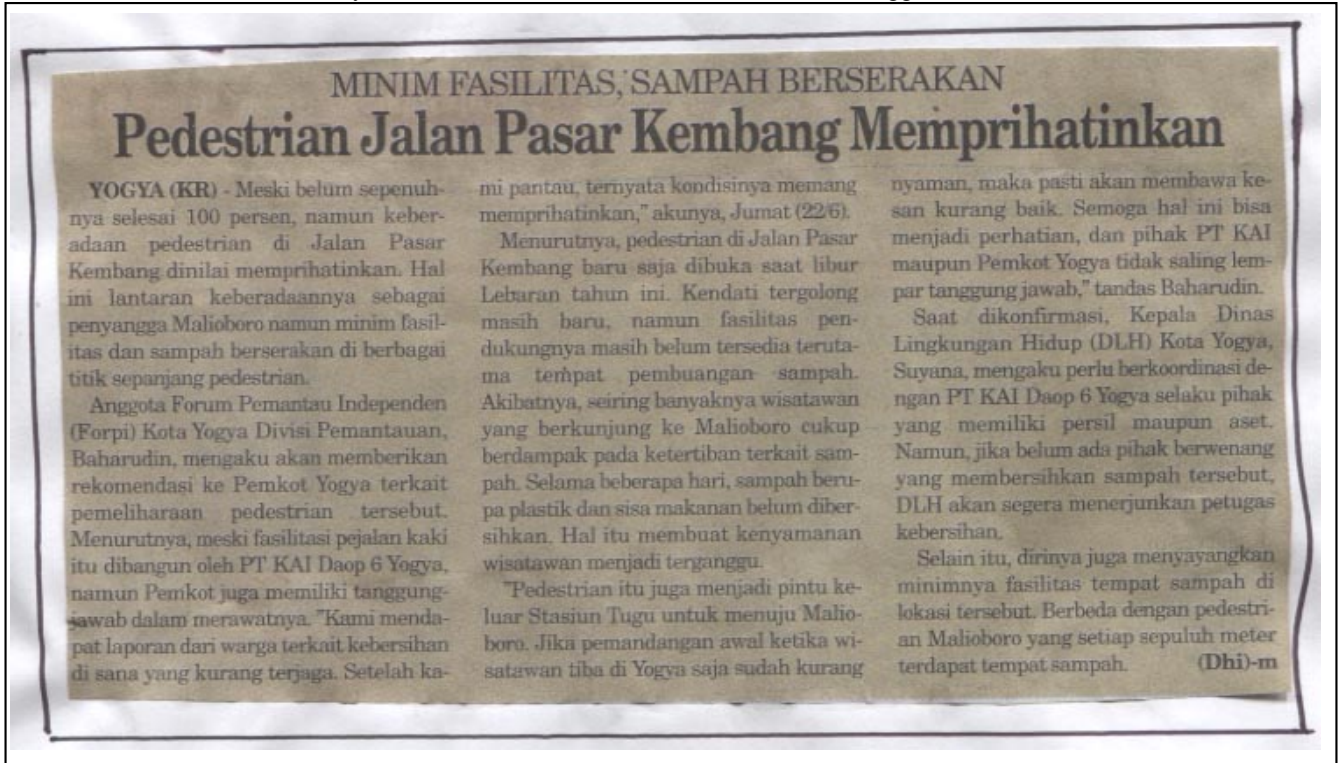 MINIM FASILITAS, SAMPAH BERSERAKAN
Pedestrian Jalan Pasar Kembang Memprihatinkan
YOGYA (KR) - Meski belum sepenuh-
nya selesai 100 persen, namun keber-
adaan pedestrian di Jalan Pasar
Kembang dinilai memprihatinkan. Hal
ini lantaran keberadaannya sebagai
penyangga Malioboro namun minim fasil-
itas dan sampah berserakan di berbagai
titik sepanjang pedestrian.
Anggota Forum Pemantau Independen
(Forpi) Kota Yogya Divisi Pemantauan,
Baharudin, mengaku akan memberikan
rekomendasi ke Pemkot Yogya terkait
pemeliharaan pedestrian tersebut.
Menurutnya, meski fasilitasi pejalan kaki
itu dibangun oleh PT KAI Daop 6 Yogya,
namun Pemkot juga memiliki tanggung-
jawab dalam merawatnya. "Kami menda-
pat laporan dari warga terkait kebersihan
di sana yang kurang terjaga. Setelah ka-
mi pantau, ternyata kondisinya memang
memprihatinkan," akunya, Jumat (22/6).
Menurutnya, pedestrian di Jalan Pasar
Kembang baru saja dibuka saat libur
Lebaran tahun ini. Kendati tergolong
masih baru, namun fasilitas pen-
dukungnya masih belum tersedia teruta-
ma tempat pembuangan sampah.
Akibatnya, seiring banyaknya wisatawan
yang berkunjung ke Malioboro cukup
berdampak pada ketertiban terkait sam-
pah. Selama beberapa hari, sampah beru-
pa plastik dan sisa makanan belum diber-
sihkan. Hal itu membuat kenyamanan
wisatawan menjadi terganggu.
"Pedestrian itu juga menjadi pintu ke-
luar Stasiun Tugu untuk menuju Malio-
boro. Jika pemandangan awal ketika wi-
satawan tiba di Yogya saja sudah kurang
nyaman, maka pasti akan membawa ke-
san kurang baik. Semoga hal ini bisa
menjadi perhatian, dan pihak PT KAI
maupun Pemkot Yogya tidak saling lem-
par tanggung jawab," tandas Baharudin.
Saat dikonfirmasi, Kepala Dinas
Lingkungan Hidup (DLH) Kota Yogya,
Suyana, mengaku perlu berkoordinasi de-
ngan PT KAI Daop 6 Yogya selaku pihak
yang memiliki persil maupun aset.
Namun, jika belum ada pihak berwenang
yang membersihkan sampah tersebut,
DLH akan segera menerjunkan petugas
kebersihan.
Selain itu, dirinya juga menyayangkan
minimnya fasilitas tempat sampah di
lokasi tersebut. Berbeda dengan pedestri-
an Malioboro yang setiap sepuluh meter
terdapat tempat sampah. (Dhi)-m